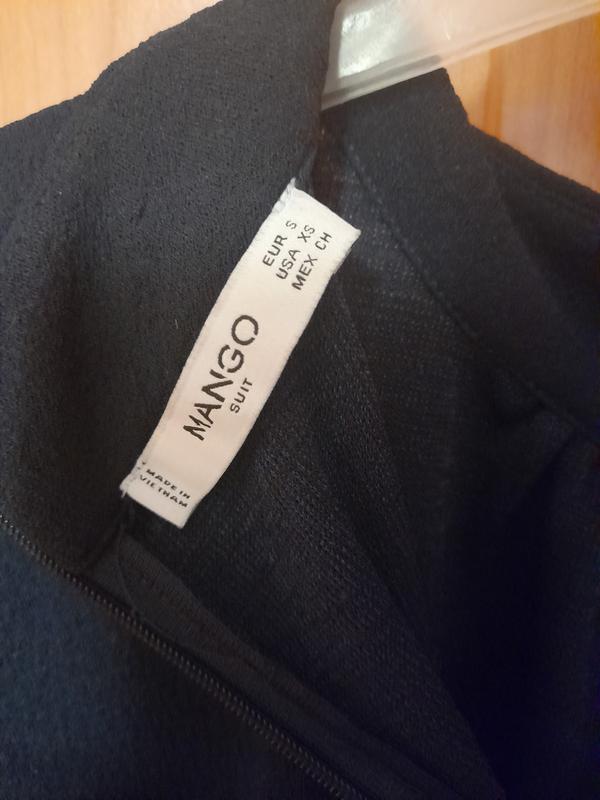 EUR S
USA XS
MEX CH
MANGO
SUIT
MADE IN
VIETNAM